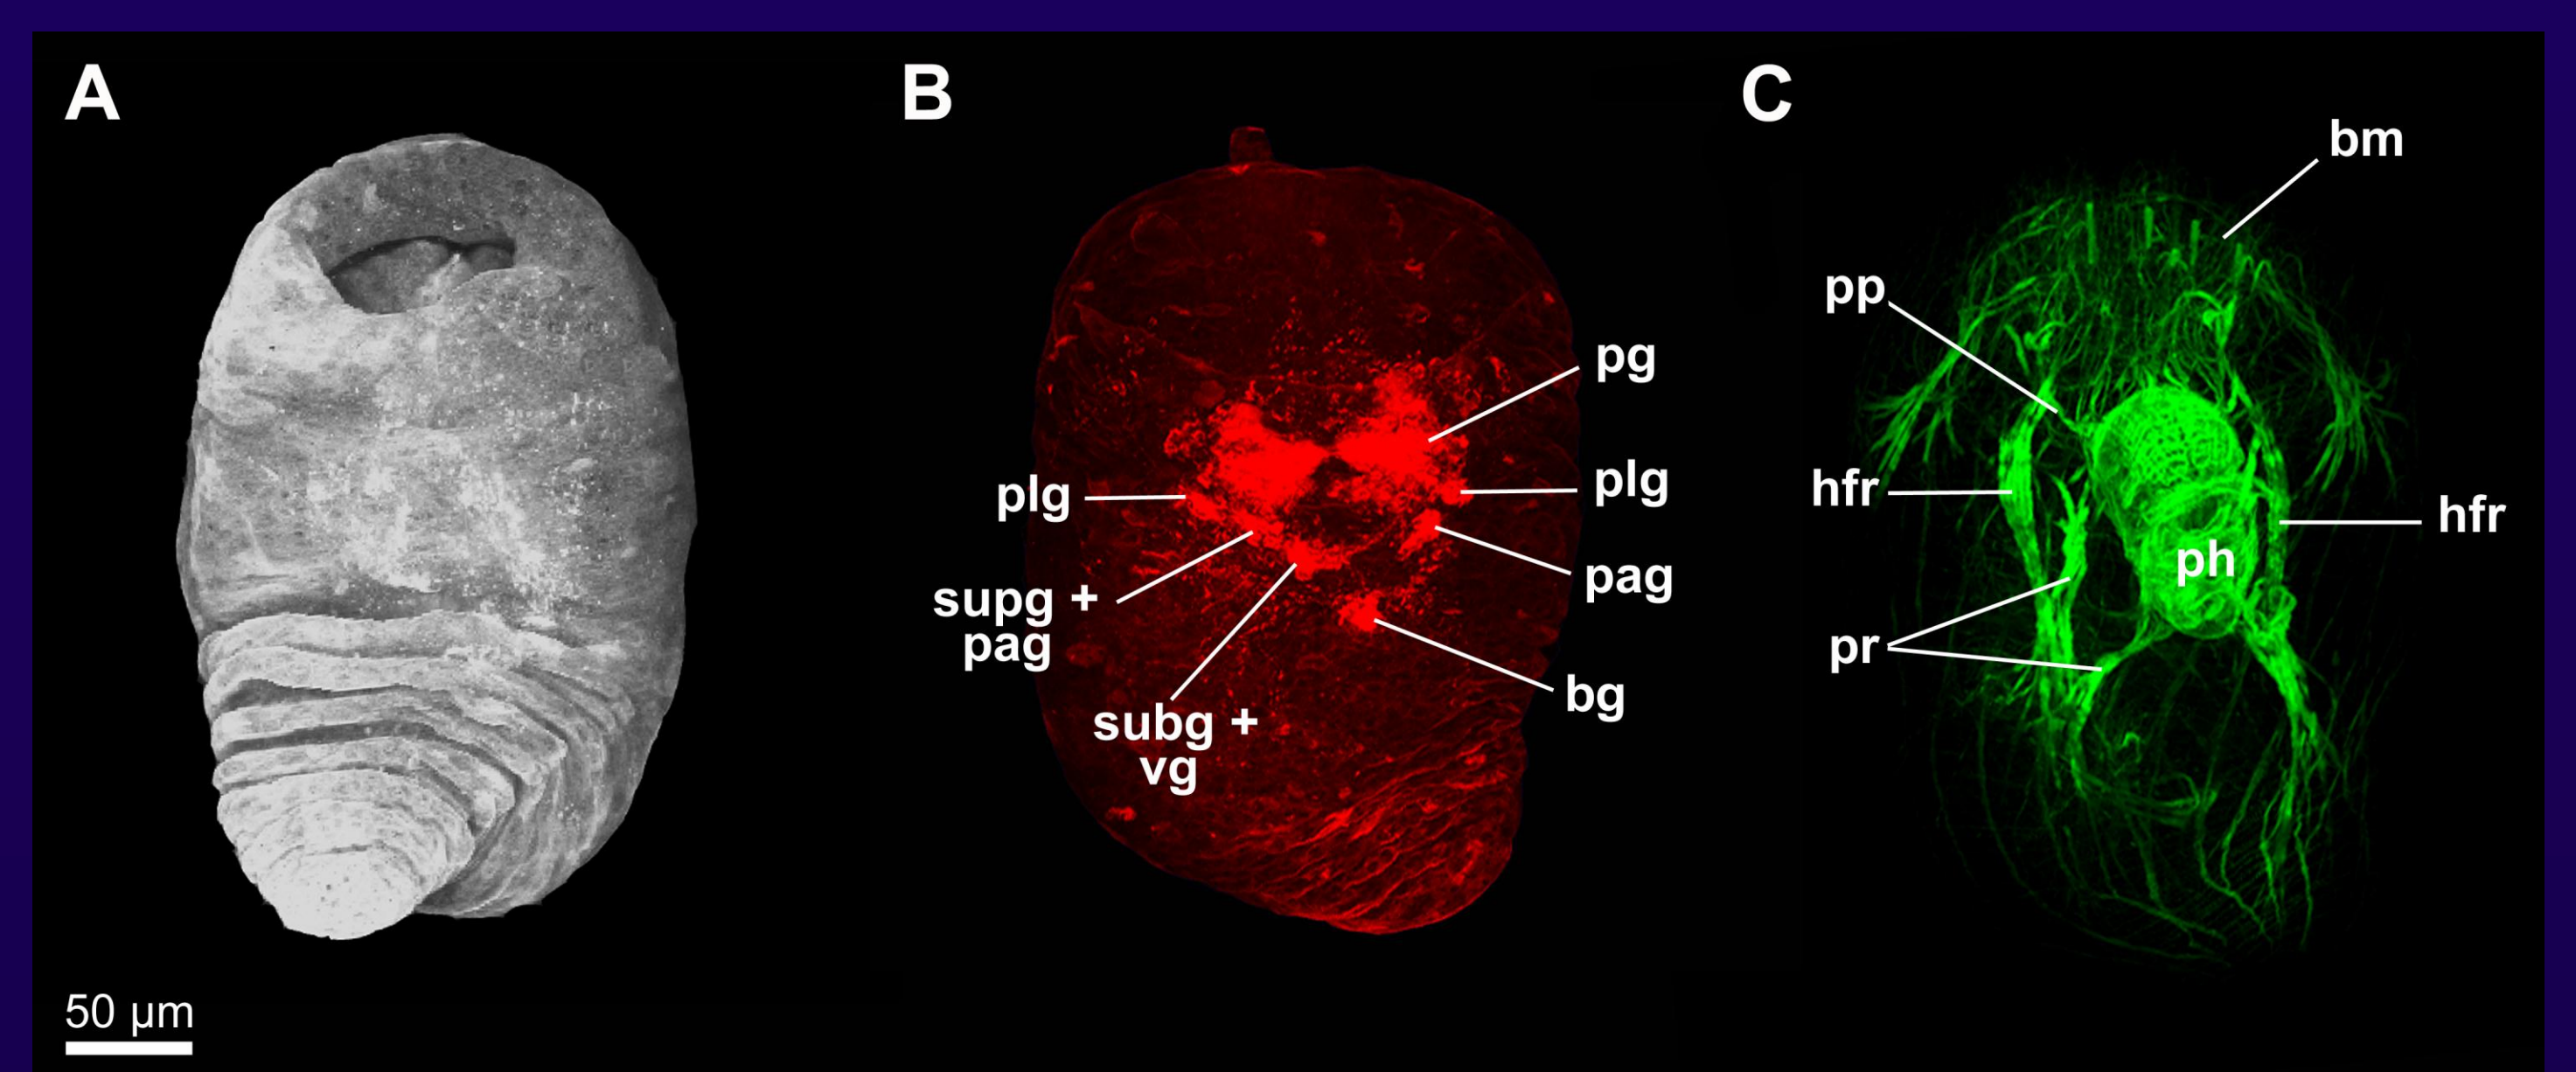 A
B
C
bm
pp
pg
plg
plg
hfr
hfr
pag
ph
supg +
pag
pr
bg
subg +
vg
50 µm